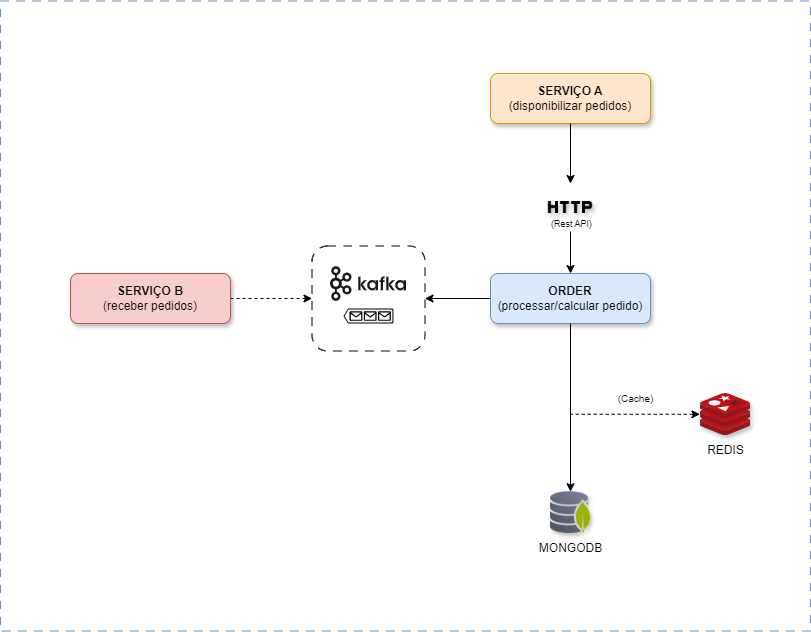 SERVIÇO A
(disponibilizar pedidos)
HTTP
(Rest API)
SERVIÇO B
(receber pedidos)
kafka
ORDER
(processar/calcular pedido)
(Cache)
REDIS
MONGODB